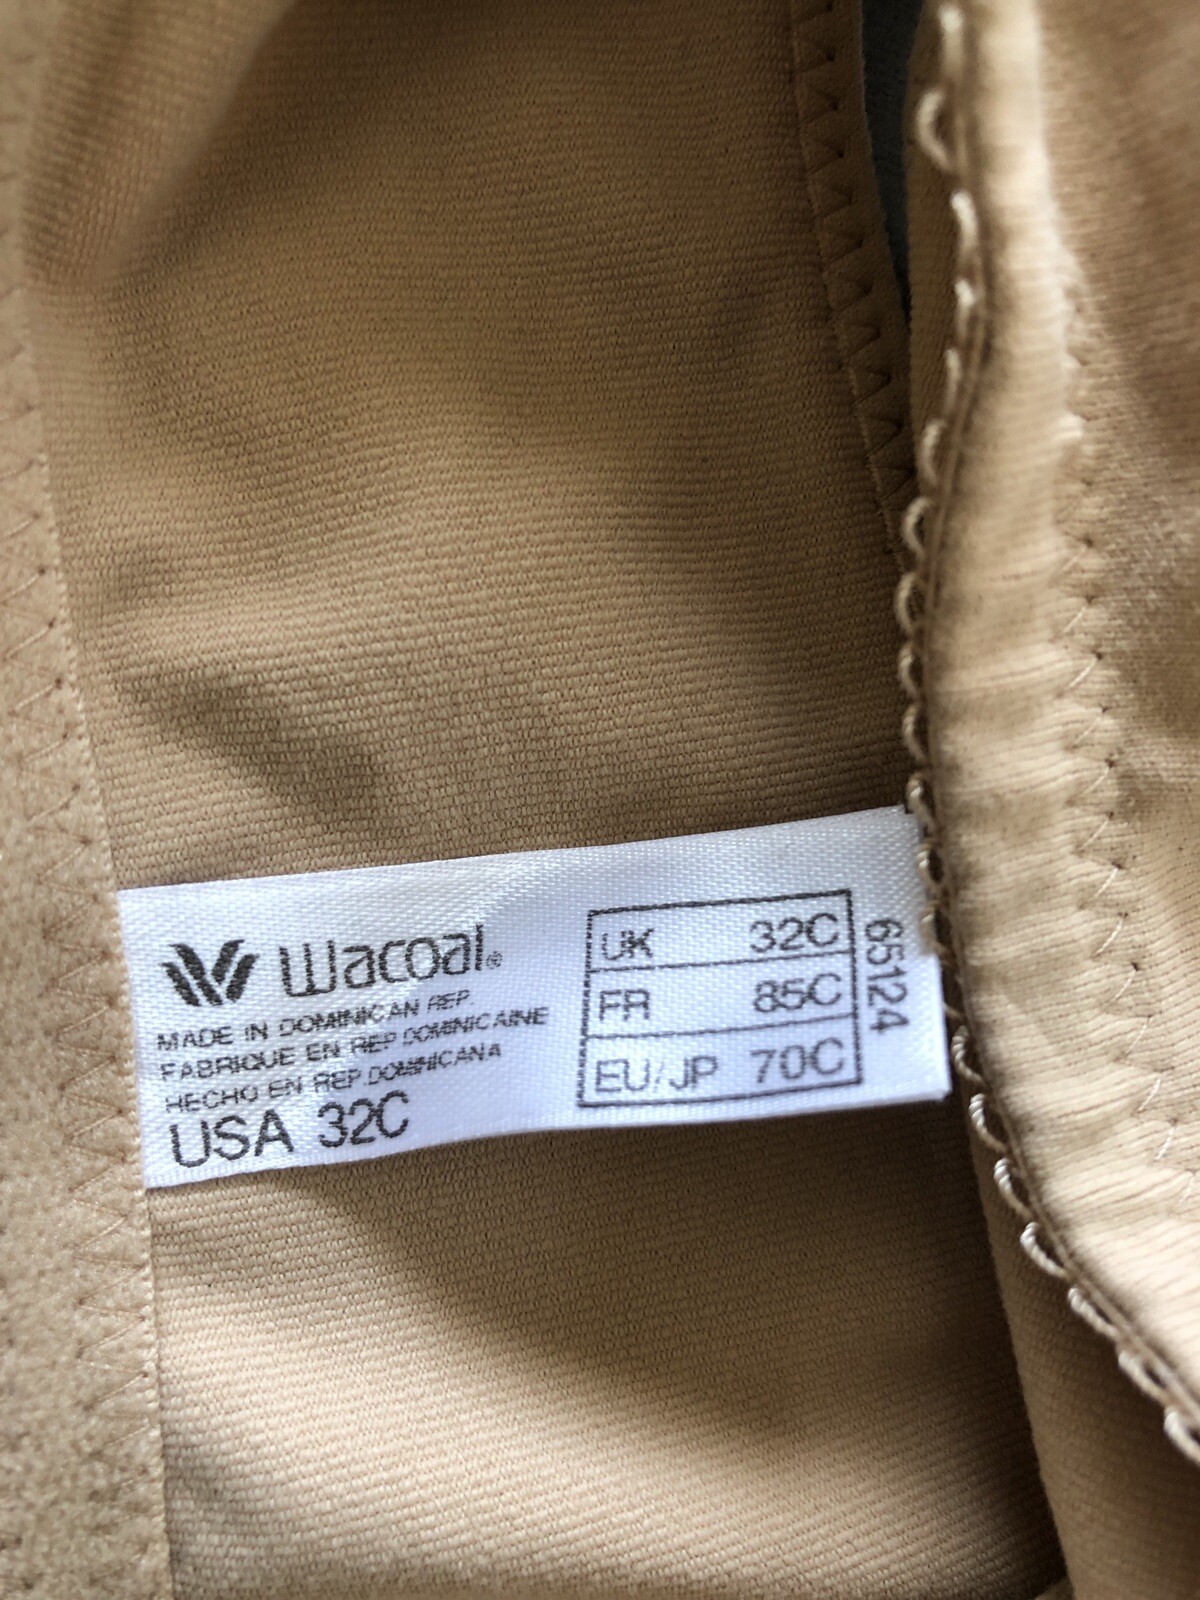 Wacoal®
MADE IN DOMINICAN REP.
FABRIQUE EN REP DOMINICAINE
HECHO EN REP DOMINICANA
USA 32C
UK 32C
FR 85C
EU/JP 70C
65124